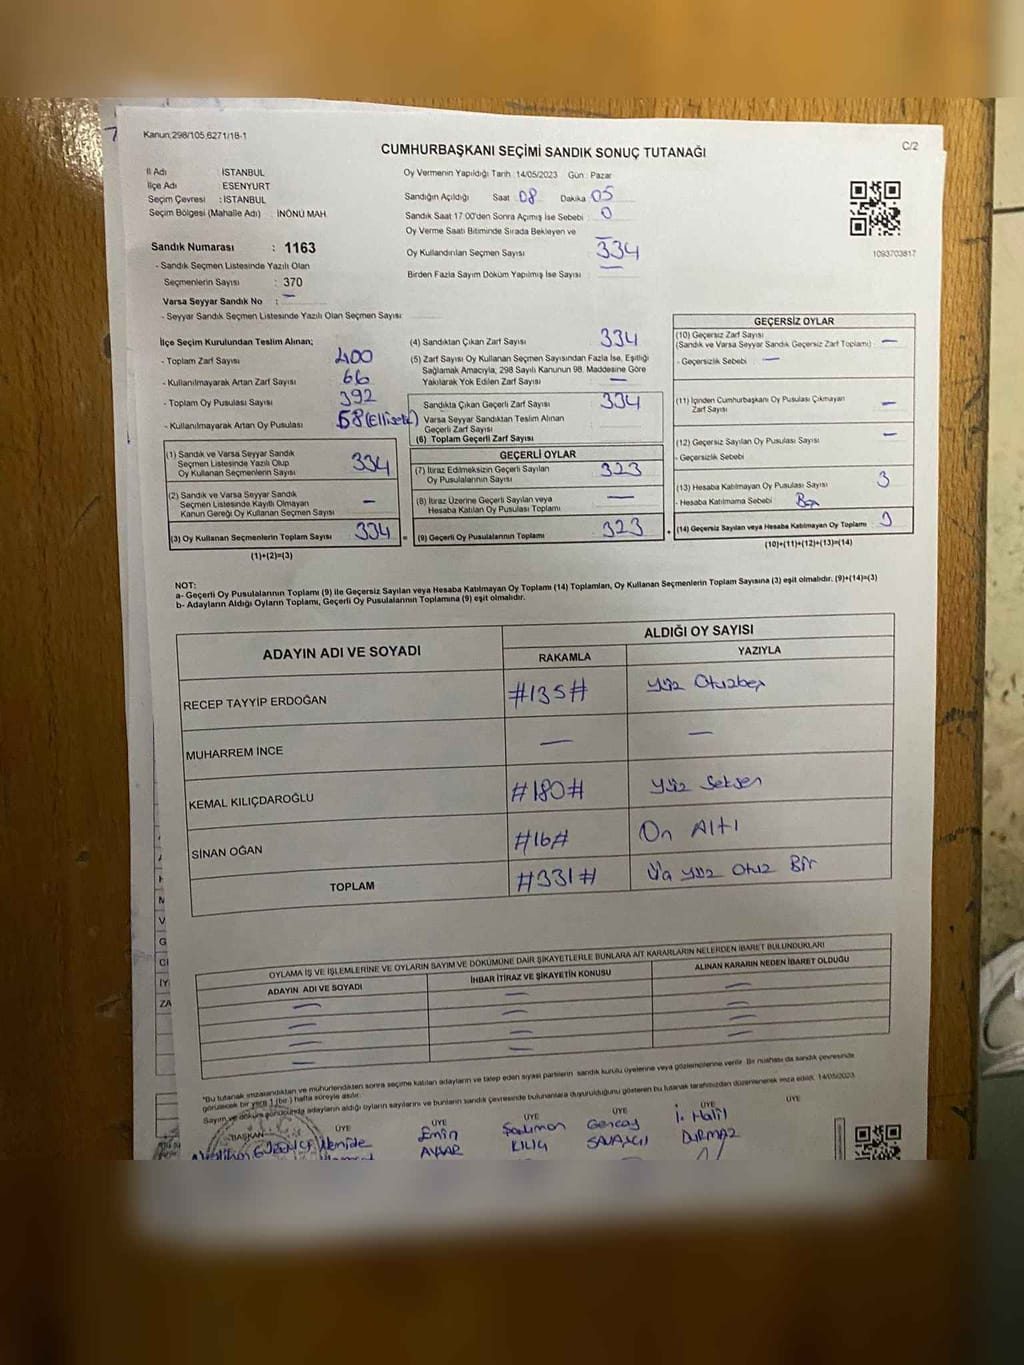 Kanun;298/105,6271/18-1
C/2
CUMHURBAŞKANI SEÇİMİ SANDIK SONUÇ TUTANAĞI
İl Adı İSTANBUL
İlçe Adı ESENYURT
Seçim Çevresi : İSTANBUL
Seçim Bölgesi (Mahalle Adı) : İNÖNÜ MAH.
Sandık Numarası : 1163
- Sandık Seçmen Listesinde Yazılı Olan
Seçmenlerin Sayısı : 370
Varsa Seyyar Sandık No : —
- Seyyar Sandık Seçmen Listesinde Yazılı Olan Seçmen Sayısı:
Oy Vermenin Yapıldığı Tarih : 14/05/2023 Gün : Pazar
Sandığın Açıldığı Saat 08 Dakika 05
Sandık Saat 17:00'den Sonra Açılmış İse Sebebi : 0
Oy Verme Saati Bitiminde Sırada Bekleyen ve
Oy Kullandırılan Seçmen Sayısı 334
Birden Fazla Sayım Döküm Yapılmış İse Sayısı : —
1093703817
İlçe Seçim Kurulundan Teslim Alınan;
- Toplam Zarf Sayısı 400
- Kullanılmayarak Artan Zarf Sayısı 66
- Toplam Oy Pusulası Sayısı 392
- Kullanılmayarak Artan Oy Pusulası 58 (Ellisekiz)
(1) Sandık ve Varsa Seyyar Sandık
Seçmen Listesinde Yazılı Olup
Oy Kullanan Seçmenlerin Sayısı 334
(2) Sandık ve Varsa Seyyar Sandık
Seçmen Listesinde Kayıtlı Olmayan
Kanun Gereği Oy Kullanan Seçmen Sayısı —
(3) Oy Kullanan Seçmenlerin Toplam Sayısı 334 =
(1)+(2)=(3)
(4) Sandıktan Çıkan Zarf Sayısı 334
(5) Zarf Sayısı Oy Kullanan Seçmen Sayısından Fazla İse, Eşitliği
Sağlamak Amacıyla, 298 Sayılı Kanunun 98. Maddesine Göre
Yakılarak Yok Edilen Zarf Sayısı —
Sandıkta Çıkan Geçerli Zarf Sayısı 334
Varsa Seyyar Sandıktan Teslim Alınan
Geçerli Zarf Sayısı
(6) Toplam Geçerli Zarf Sayısı
GEÇERLİ OYLAR
(7) İtiraz Edilmeksizin Geçerli Sayılan
Oy Pusulalarının Sayısı 323
(8) İtiraz Üzerine Geçerli Sayılan veya
Hesaba Katılan Oy Pusulası Toplamı —
(9) Geçerli Oy Pusulalarının Toplamı 323 +
GEÇERSİZ OYLAR
(10) Geçersiz Zarf Sayısı
(Sandık ve Varsa Seyyar Sandık Geçersiz Zarf Toplamı) —
- Geçersizlik Sebebi : —
(11) İçinden Cumhurbaşkanı Oy Pusulası Çıkmayan
Zarf Sayısı —
(12) Geçersiz Sayılan Oy Pusulası Sayısı —
- Geçersizlik Sebebi
(13) Hesaba Katılmayan Oy Pusulası Sayısı 3
- Hesaba Katılmama Sebebi : Boş
(14) Geçersiz Sayılan veya Hesaba Katılmayan Oy Toplamı 3
(10)+(11)+(12)+(13)=(14)
NOT:
a- Geçerli Oy Pusulalarının Toplamı (9) ile Geçersiz Sayılan veya Hesaba Katılmayan Oy Toplamı (14) Toplamları, Oy Kullanan Seçmenlerin Toplam Sayısına (3) eşit olmalıdır. (9)+(14)=(3)
b- Adayların Aldığı Oyların Toplamı, Geçerli Oy Pusulalarının Toplamına (9) eşit olmalıdır.
ADAYIN ADI VE SOYADI
ALDIĞI OY SAYISI
RAKAMLA YAZIYLA
RECEP TAYYİP ERDOĞAN #135# Yüz Otuzbeş
MUHARREM İNCE — —
KEMAL KILIÇDAROĞLU #180# Yüz Seksen
SİNAN OĞAN #16# On Altı
TOPLAM #331# Üç Yüz Otuz Bir
OYLAMA İŞ VE İŞLEMLERİNE VE OYLARIN SAYIM VE DÖKÜMÜNE DAİR ŞİKAYETLERLE BUNLARA AİT KARARLARIN NELERDEN İBARET BULUNDUKLARI
ADAYIN ADI VE SOYADI İHBAR İTİRAZ VE ŞİKAYETİN KONUSU ALINAN KARARIN NEDEN İBARET OLDUĞU
— — —
— — —
— — —
— — —
"Bu tutanak imzalandıktan ve mühürlendikten sonra seçime katılan adayların ve talep eden siyasi partilerin sandık kurulu üyelerine veya gözlemcilerine verilir. Bir nüshası da sandık çevresinde
görülecek bir yere 1 (bir) hafta süreyle asılır.
Sayım ve döküm sonucunda adayların aldığı oyların sayılarını ve bunların sandık çevresinde bulunanlara duyurulduğunu gösteren bu tutanak tarafımızdan düzenlenerek imza edildi. 14/05/2023
BAŞKAN ÜYE ÜYE ÜYE ÜYE ÜYE ÜYE
Emin Süleyman Gencay İ. Halil
KILIÇ SAVAŞCI DURMAZ